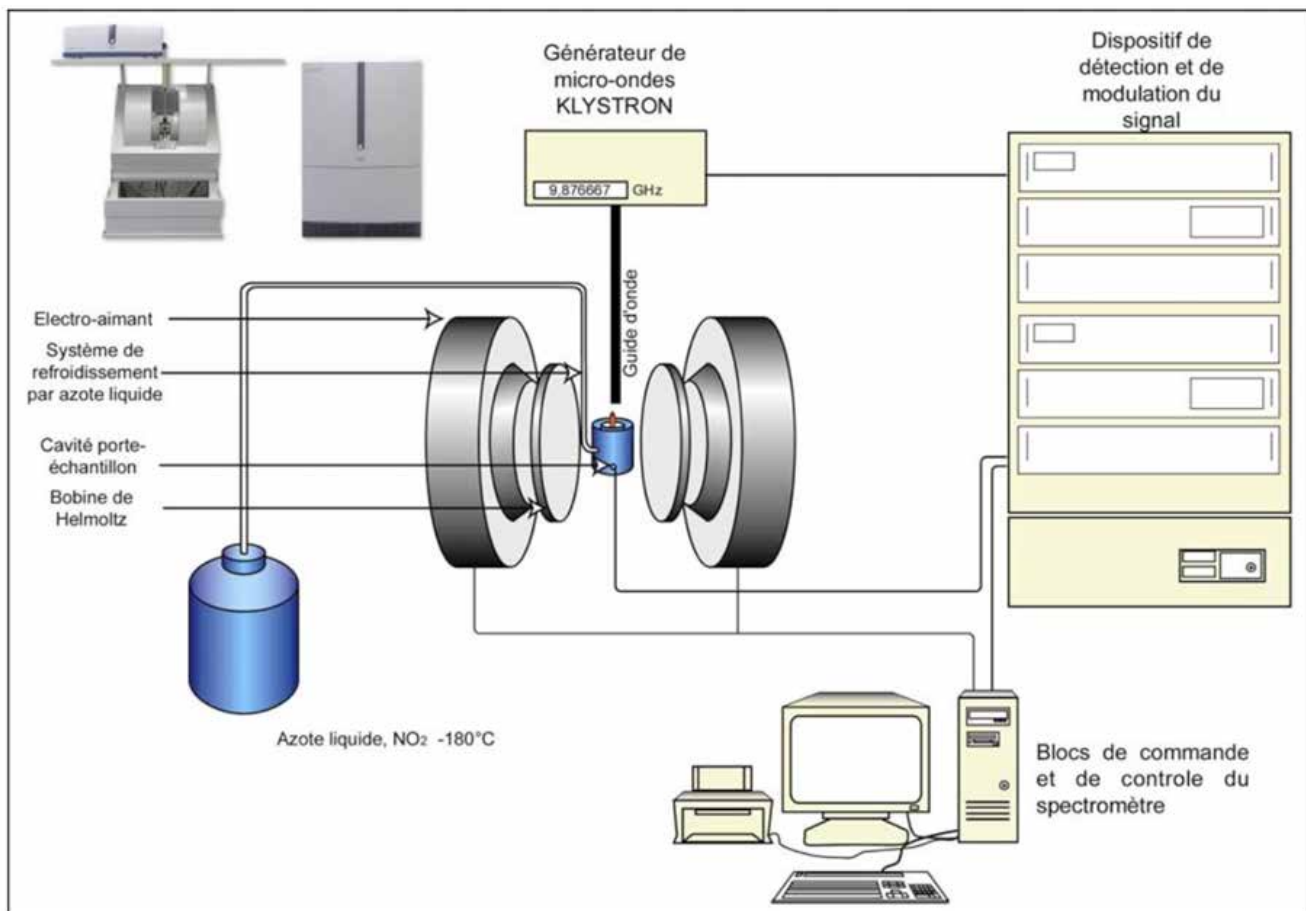 Générateur de
micro-ondes
KLYSTRON
9,876667 GHz
Dispositif de
détection et de
modulation du
signal
Guide d'onde
Electro-aimant
Système de
refroidissement
par azote liquide
Cavité porte-
échantillon
Bobine de
Helmoltz
Azote liquide, NO2 -180°C
Blocs de commande
et de controle du
spectromètre